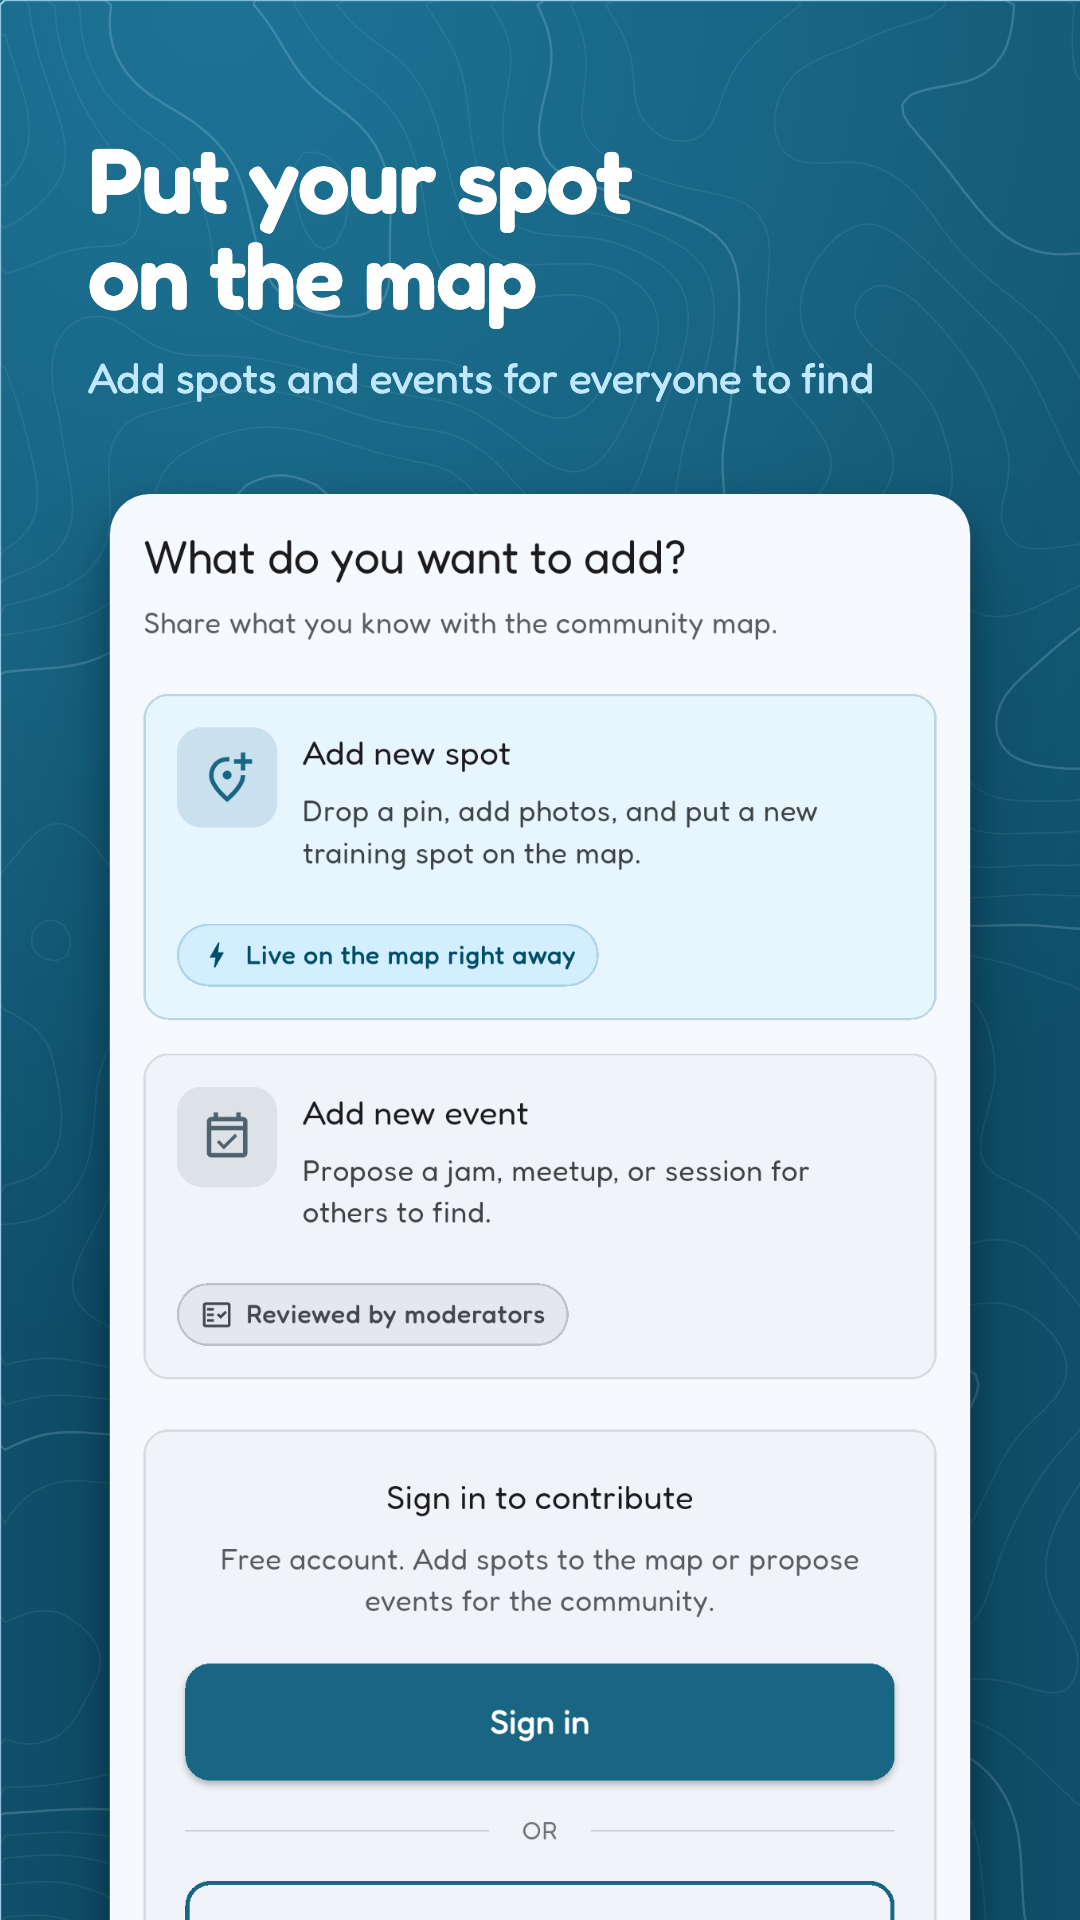 Put your spot
on the map
Add spots and events for everyone to find
What do you want to add?
Share what you know with the community map.
Add new spot
Drop a pin, add photos, and put a new
training spot on the map.
Live on the map right away
Add new event
Propose a jam, meetup, or session for
others to find.
Reviewed by moderators
Sign in to contribute
Free account. Add spots to the map or propose
events for the community.
Sign in
OR